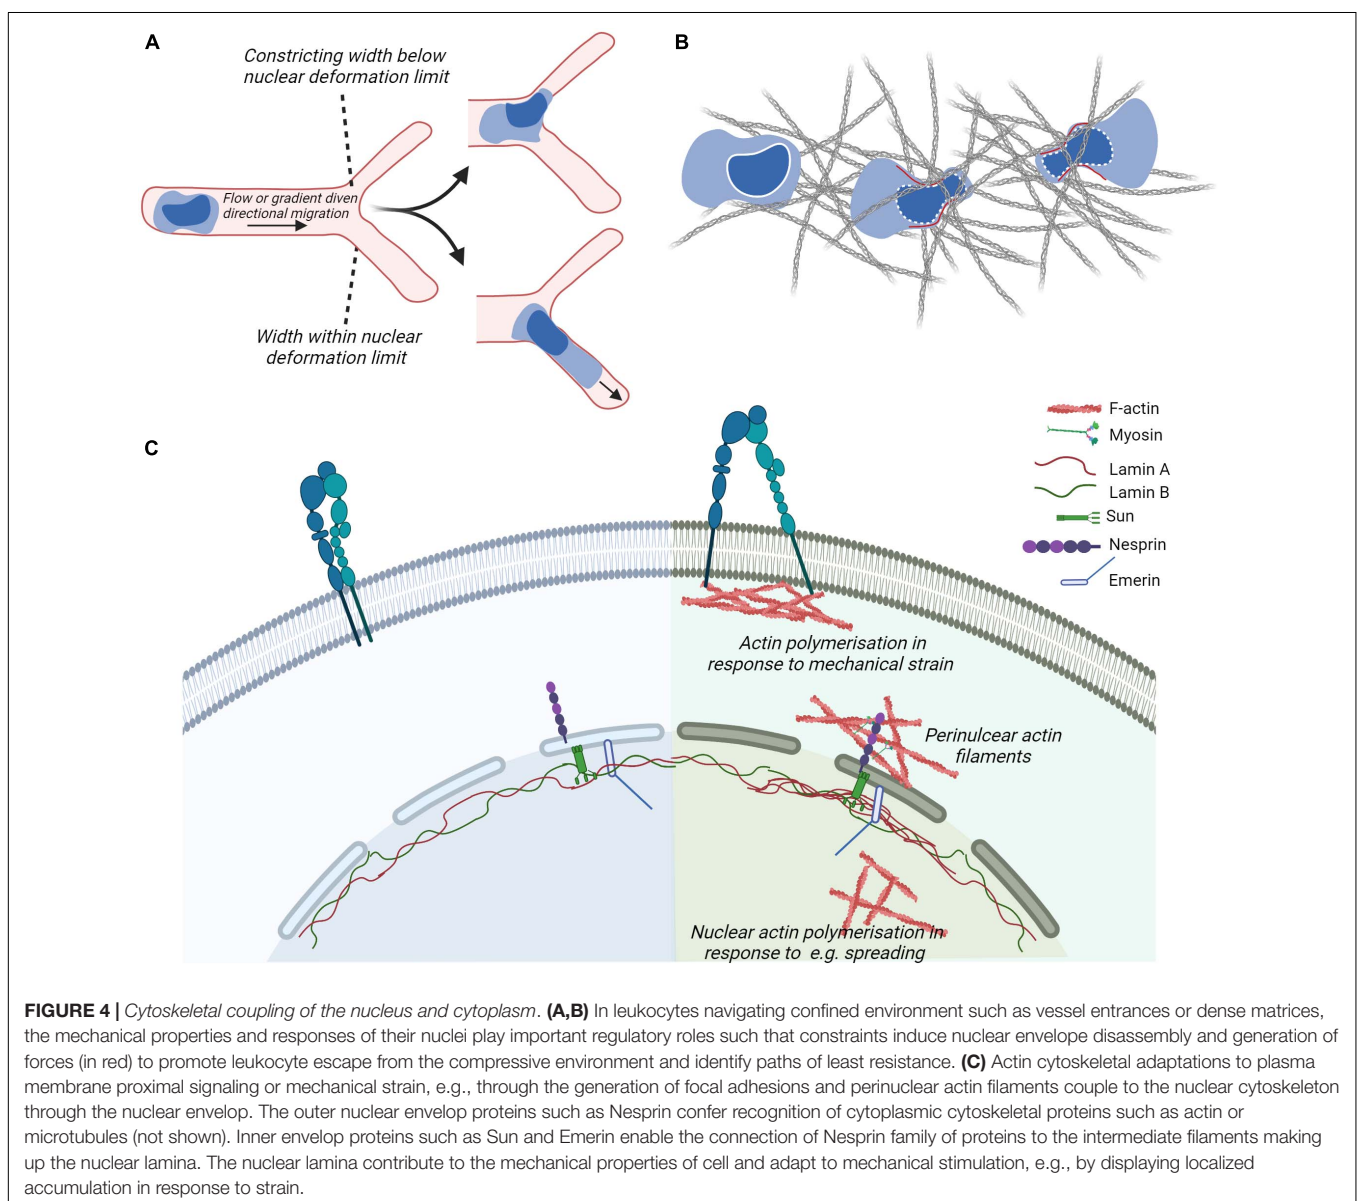 A
Constricting width below
nuclear deformation limit
Flow or gradient diven
directional migration
Width within nuclear
deformation limit
B
C
F-actin
Myosin
Lamin A
Lamin B
Sun
Nesprin
Emerin
Actin polymerisation in
response to mechanical strain
Perinulcear actin
filaments
Nuclear actin polymerisation in
response to e.g. spreading
FIGURE 4 | Cytoskeletal coupling of the nucleus and cytoplasm. (A,B) In leukocytes navigating confined environment such as vessel entrances or dense matrices,
the mechanical properties and responses of their nuclei play important regulatory roles such that constraints induce nuclear envelope disassembly and generation of
forces (in red) to promote leukocyte escape from the compressive environment and identify paths of least resistance. (C) Actin cytoskeletal adaptations to plasma
membrane proximal signaling or mechanical strain, e.g., through the generation of focal adhesions and perinuclear actin filaments couple to the nuclear cytoskeleton
through the nuclear envelop. The outer nuclear envelop proteins such as Nesprin confer recognition of cytoplasmic cytoskeletal proteins such as actin or
microtubules (not shown). Inner envelop proteins such as Sun and Emerin enable the connection of Nesprin family of proteins to the intermediate filaments making
up the nuclear lamina. The nuclear lamina contribute to the mechanical properties of cell and adapt to mechanical stimulation, e.g., by displaying localized
accumulation in response to strain.